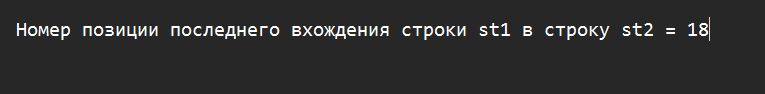 Номер позиции последнего вхождения строки st1 в строку st2 = 18